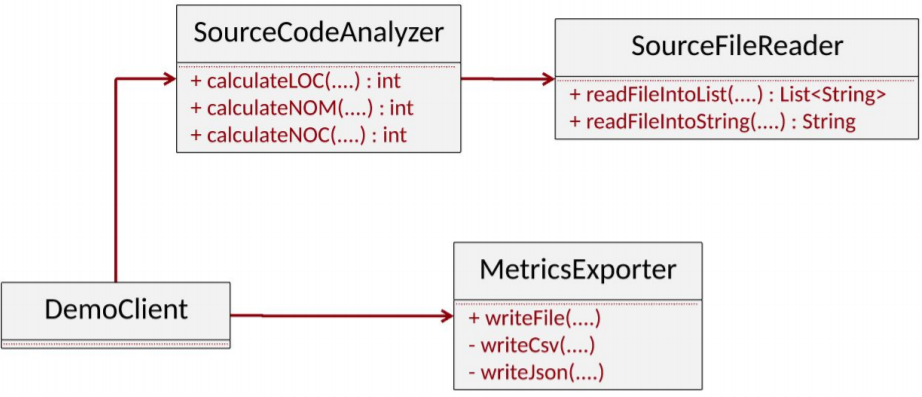 SourceCodeAnalyzer
+ calculateLOC(....) : int
+ calculateNOM(....) : int
+ calculateNOC(....) : int
SourceFileReader
+ readFileIntoList(....) : List<String>
+ readFileIntoString(....) : String
DemoClient
MetricsExporter
+ writeFile(....)
- writeCsv(....)
- writeJson(....)